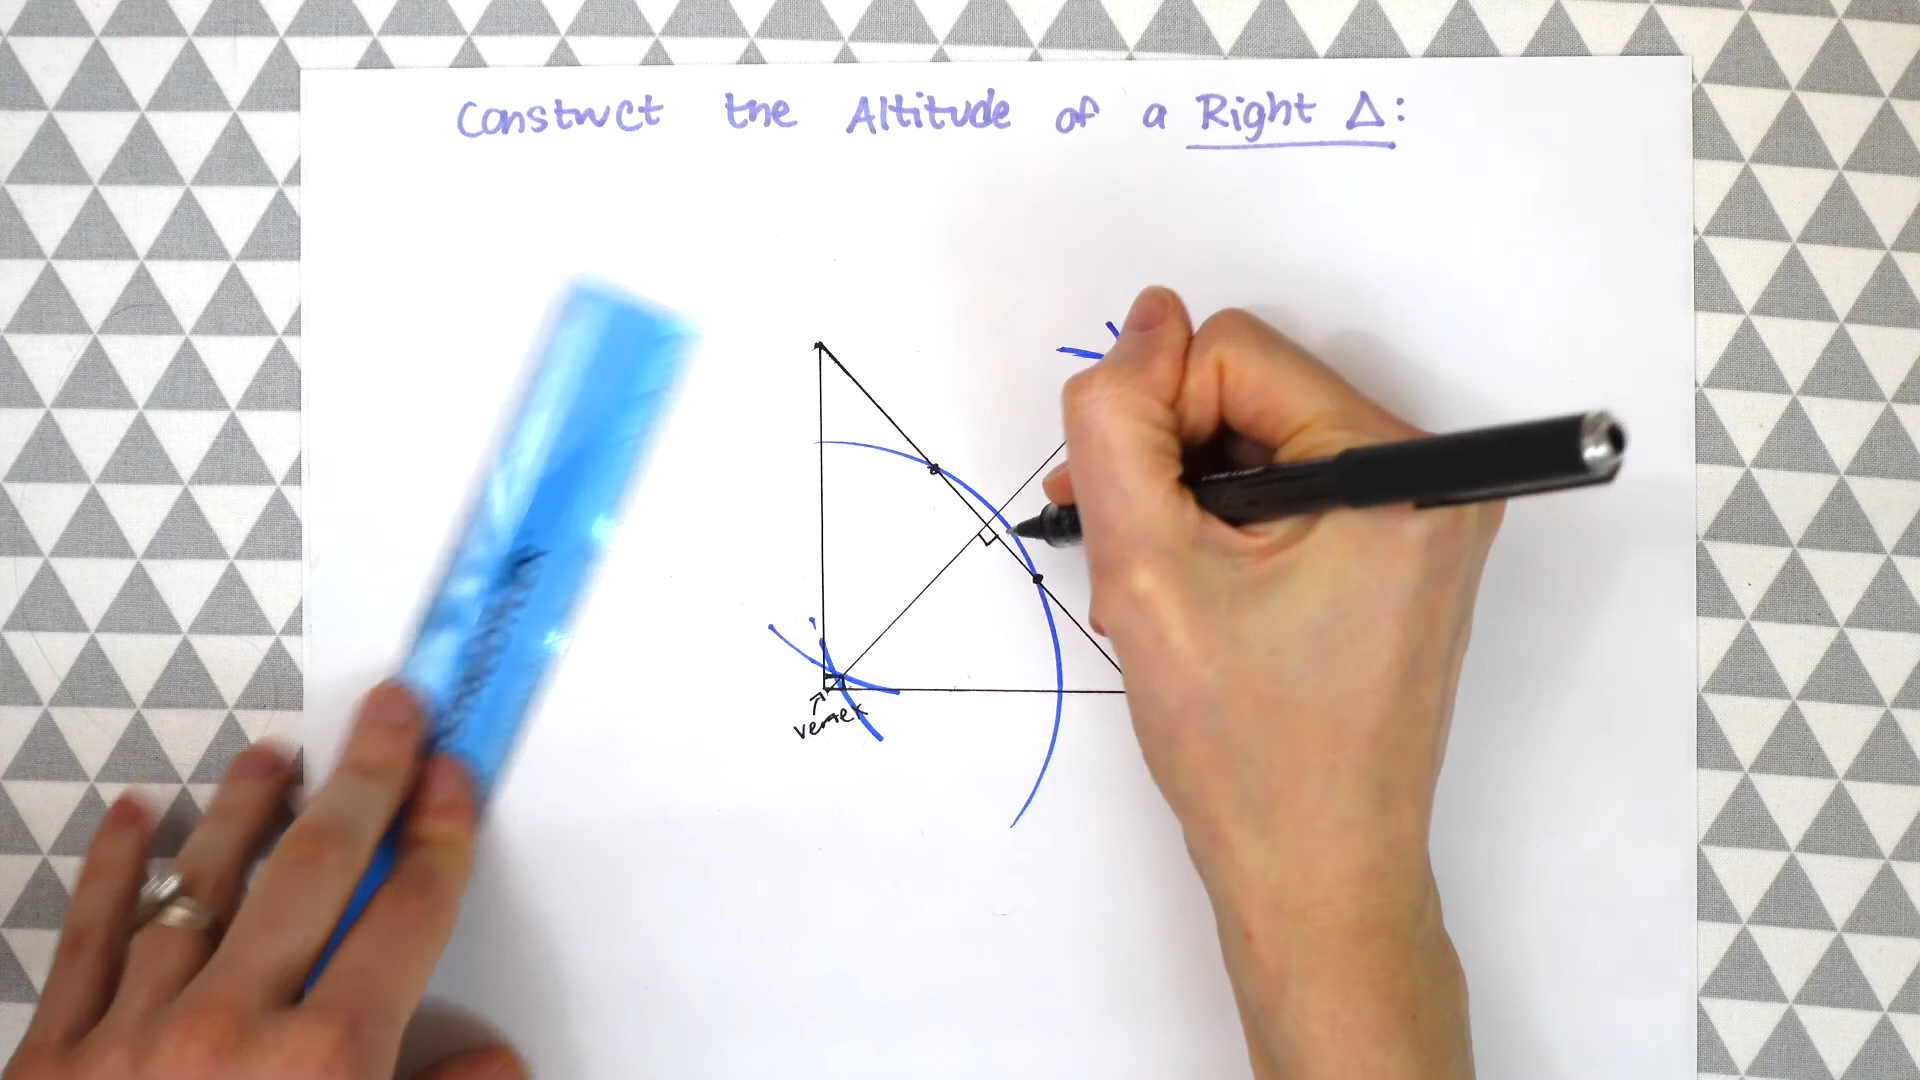 Construct the Altitude of a Right Δ:
vertex